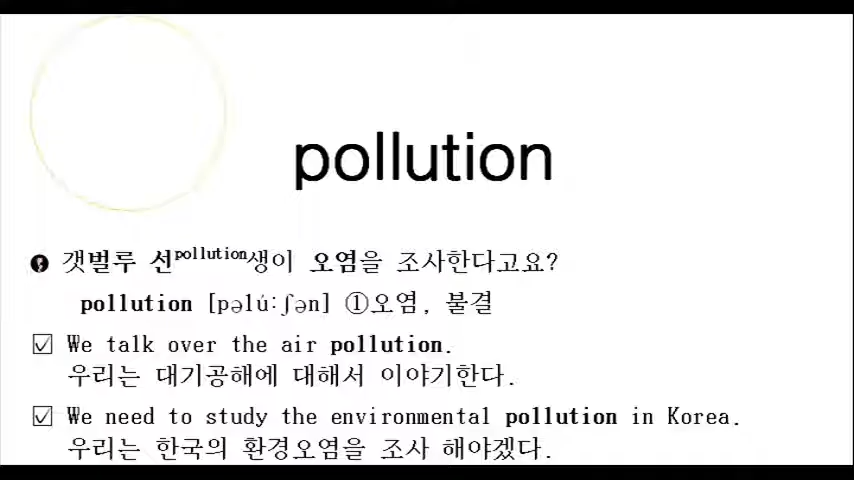 pollution
갯벌루 선pollution생이 오염을 조사한다고요?
pollution [pəlúːʃən] ①오염, 불결
☑ We talk over the air pollution.
우리는 대기공해에 대해서 이야기한다.
☑ We need to study the environmental pollution in Korea.
우리는 한국의 환경오염을 조사 해야겠다.